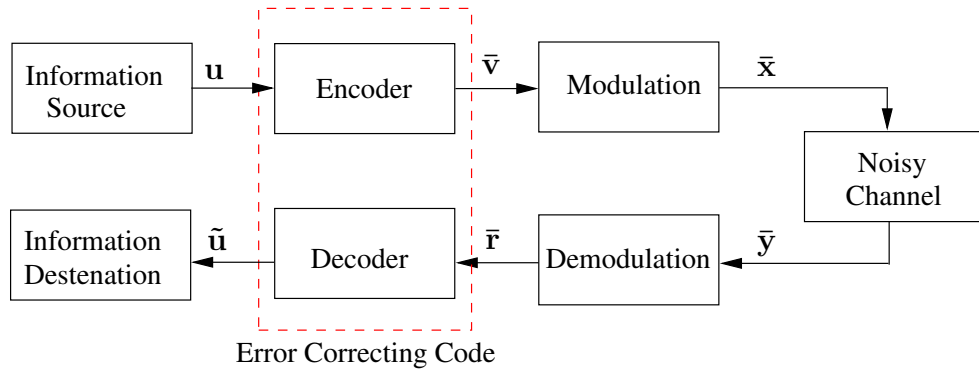 Information
Source
u
Encoder
v̄
Modulation
x̄
Noisy
Channel
ȳ
Demodulation
r̄
Decoder
ũ
Information
Destenation
Error Correcting Code